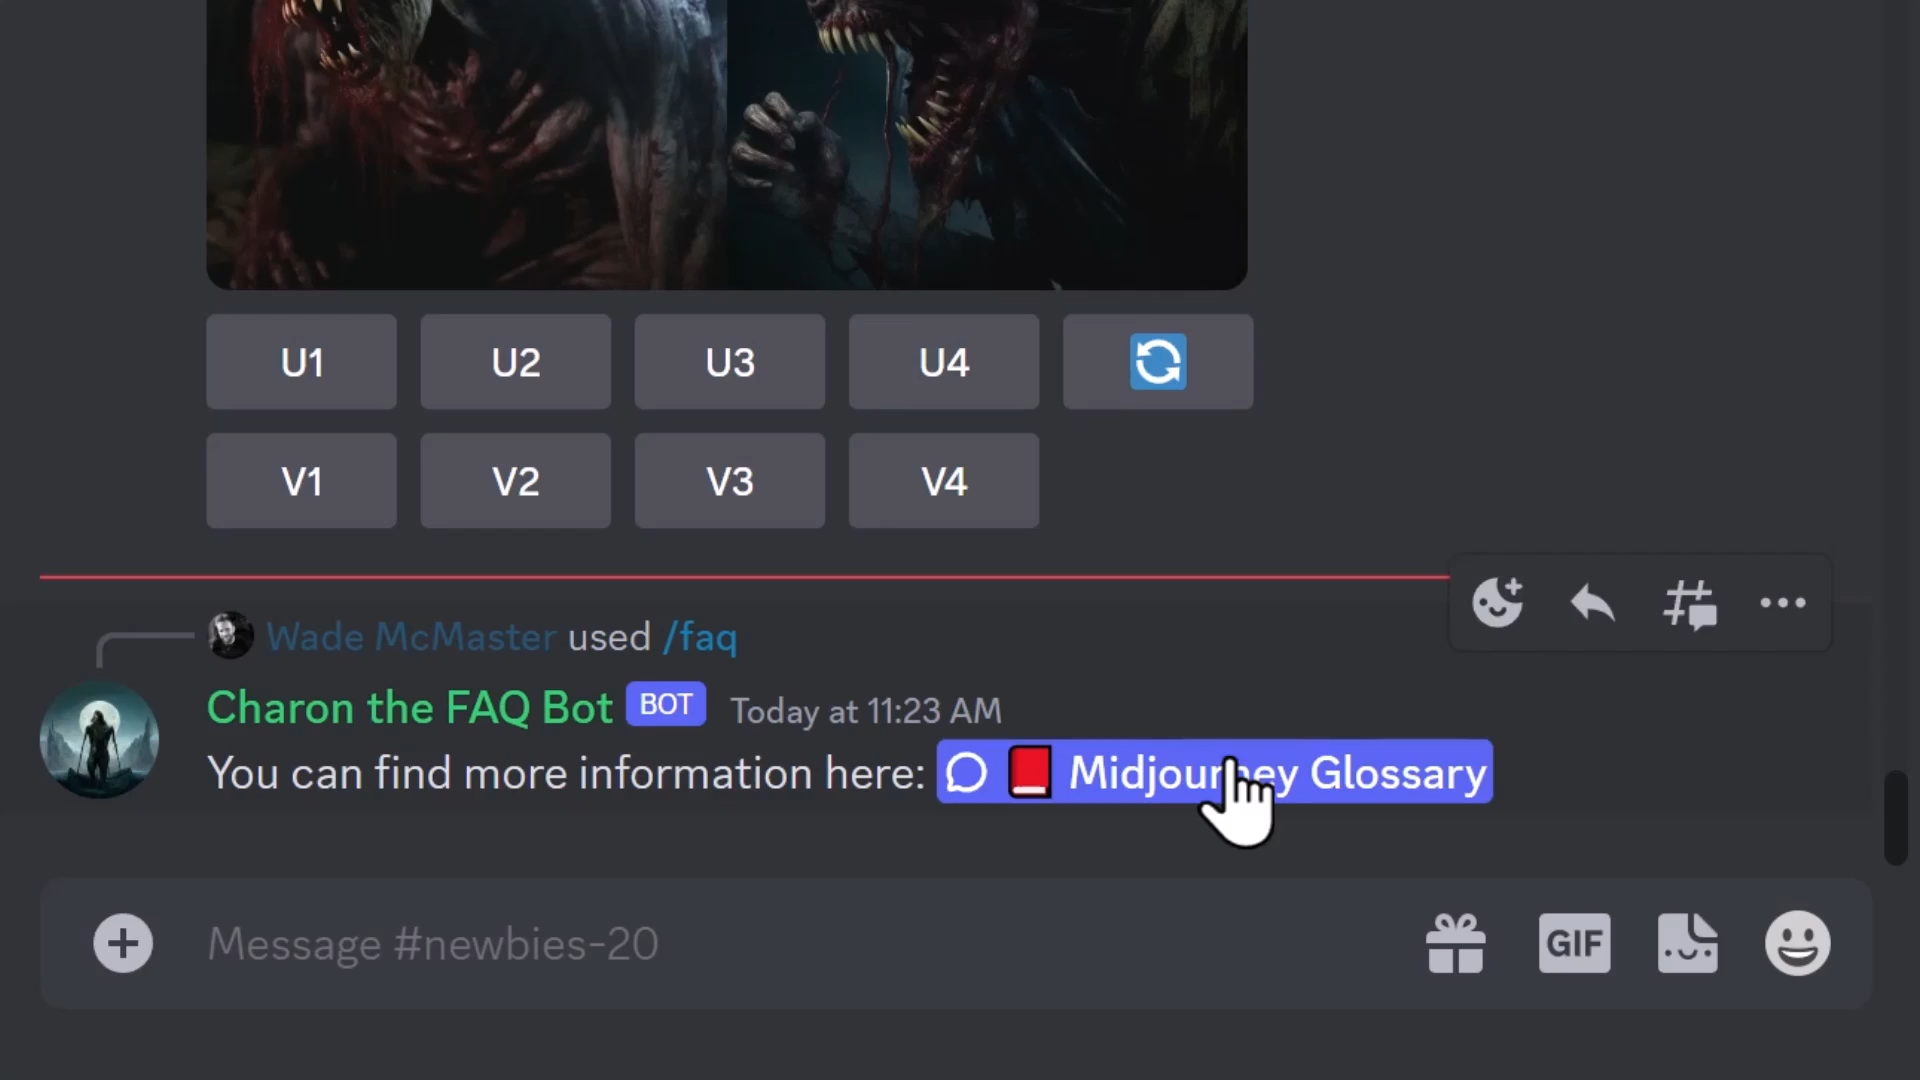 U1 U2 U3 U4
V1 V2 V3 V4
Wade McMaster used /faq
Charon the FAQ Bot BOT Today at 11:23 AM
You can find more information here: Midjourney Glossary
Message #newbies-20 GIF